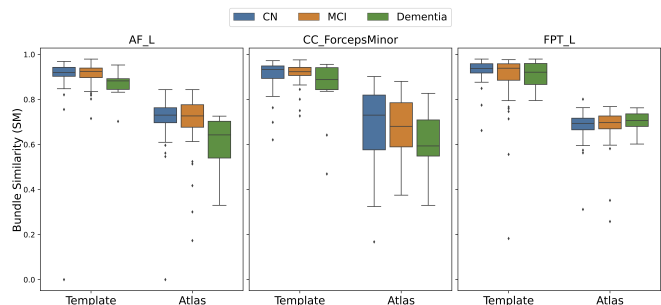 CN MCI Dementia
AF_L CC_ForcepsMinor FPT_L
Bundle Similarity (SM)
1.0
0.8
0.6
0.4
0.2
0.0
Template Atlas Template Atlas Template Atlas